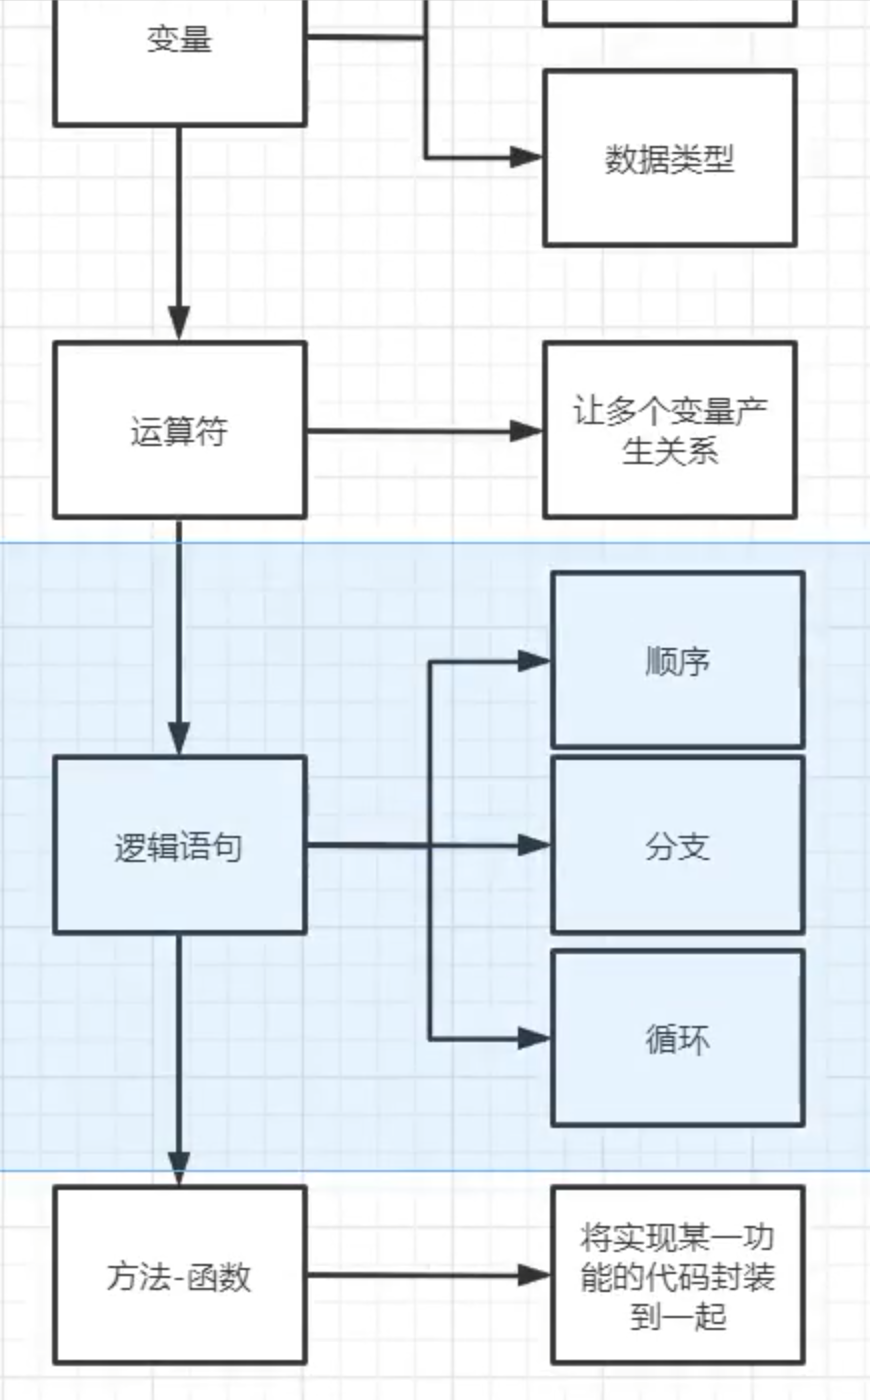 变量
数据类型
运算符
让多个变量产
生关系
顺序
逻辑语句
分支
循环
方法-函数
将实现某一功
能的代码封装
到一起